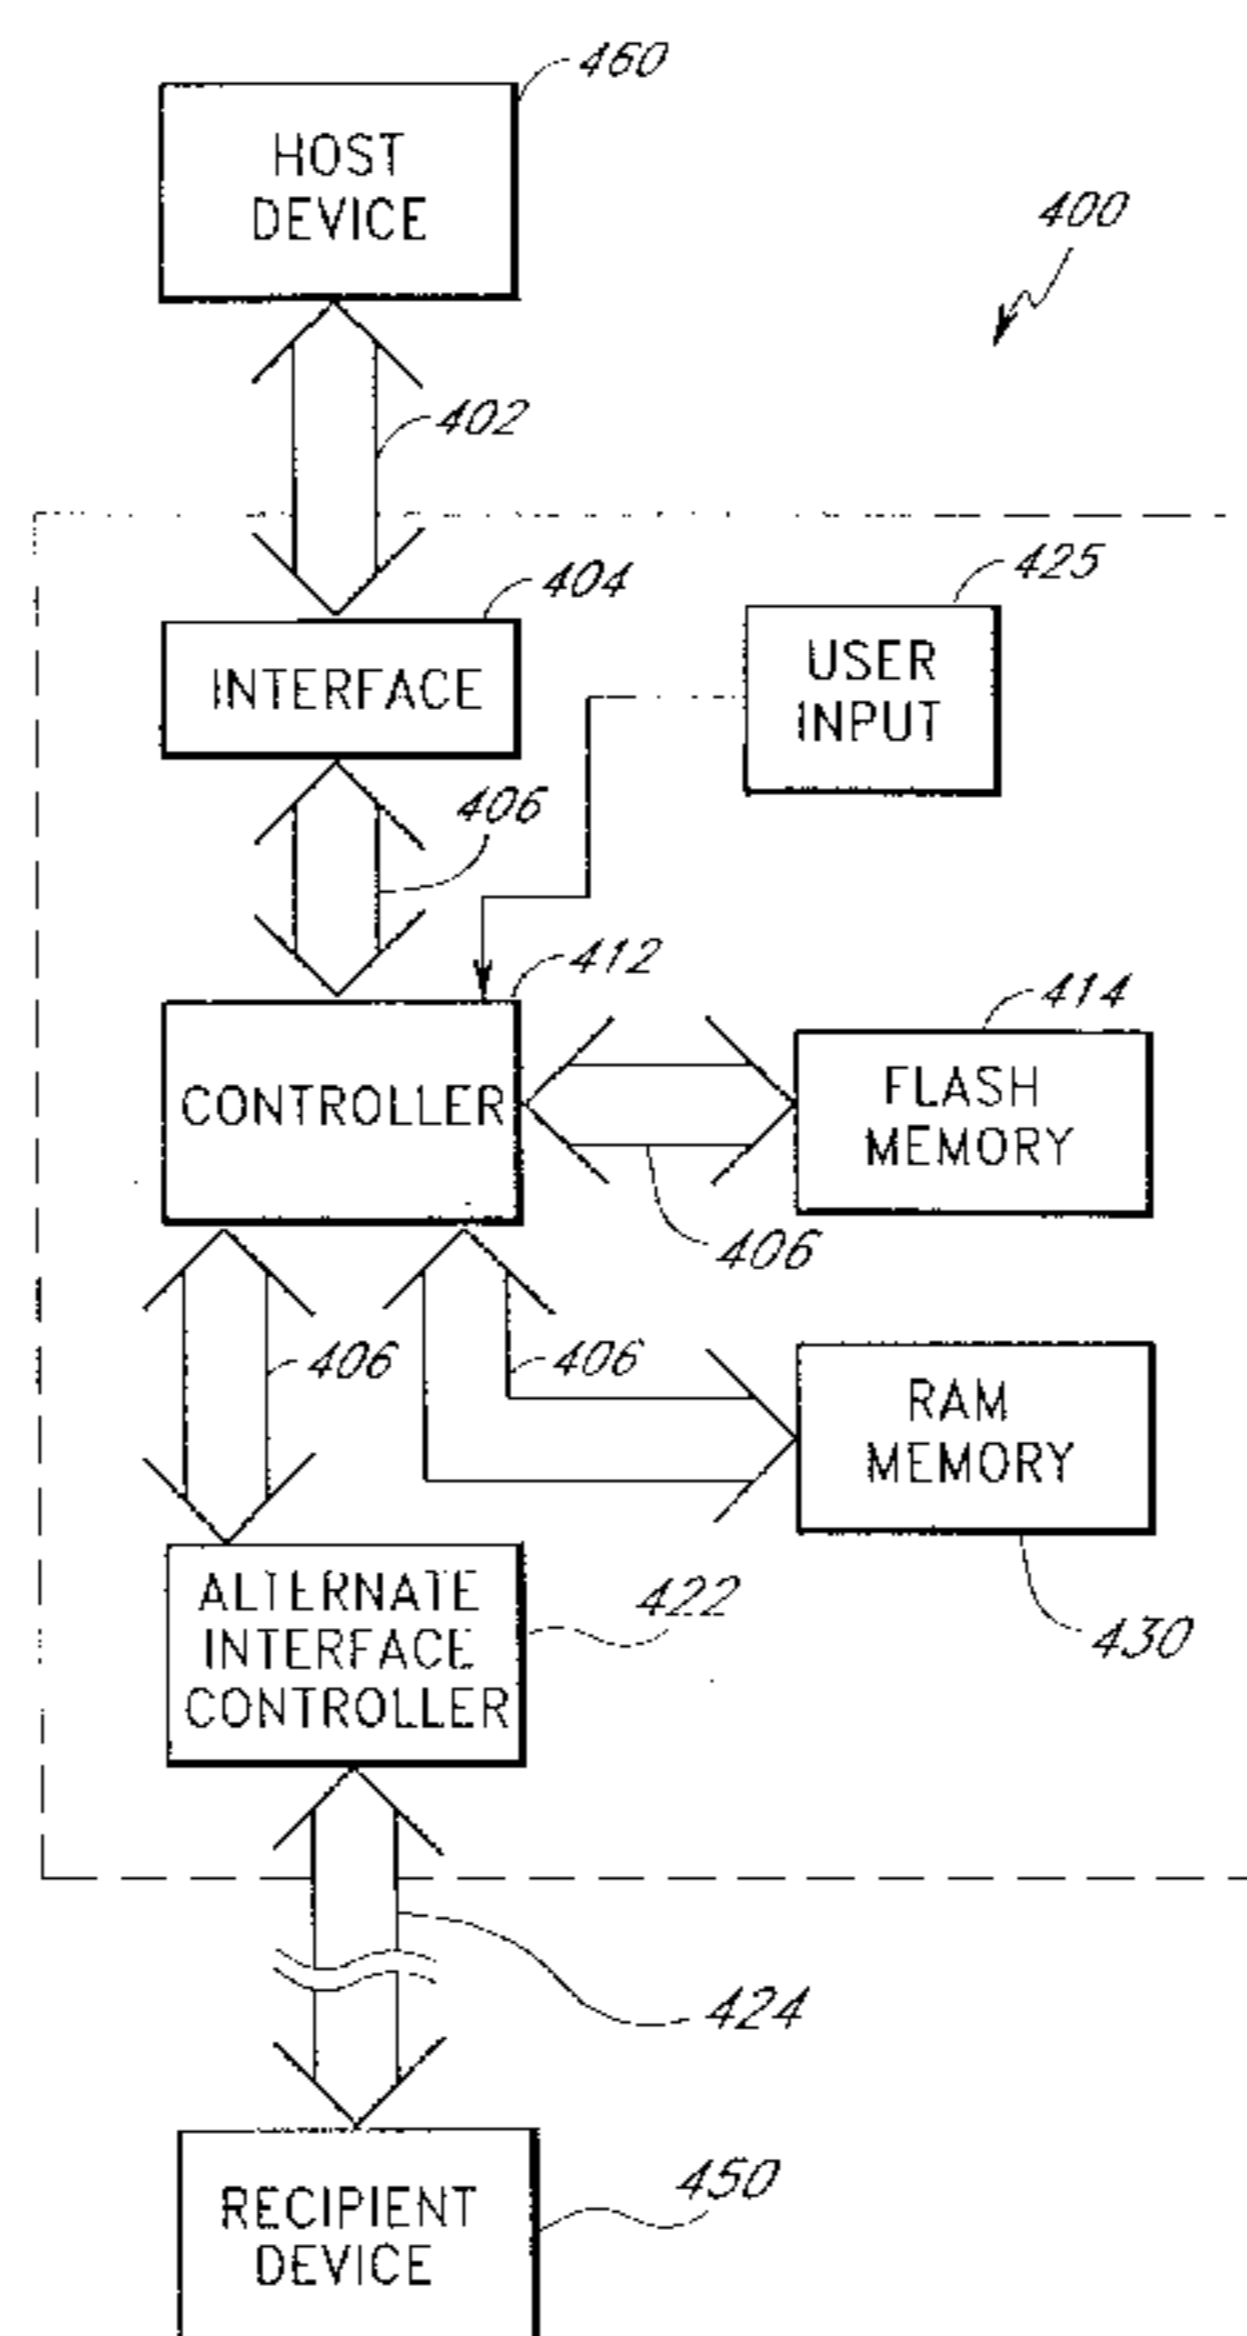 460
HOST
DEVICE
400
402
404
425
INTERFACE
USER
INPUT
406
412
414
CONTROLLER
FLASH
MEMORY
406
406
406
RAM
MEMORY
ALTERNATE
INTERFACE
CONTROLLER
422
430
424
450
RECIPIENT
DEVICE